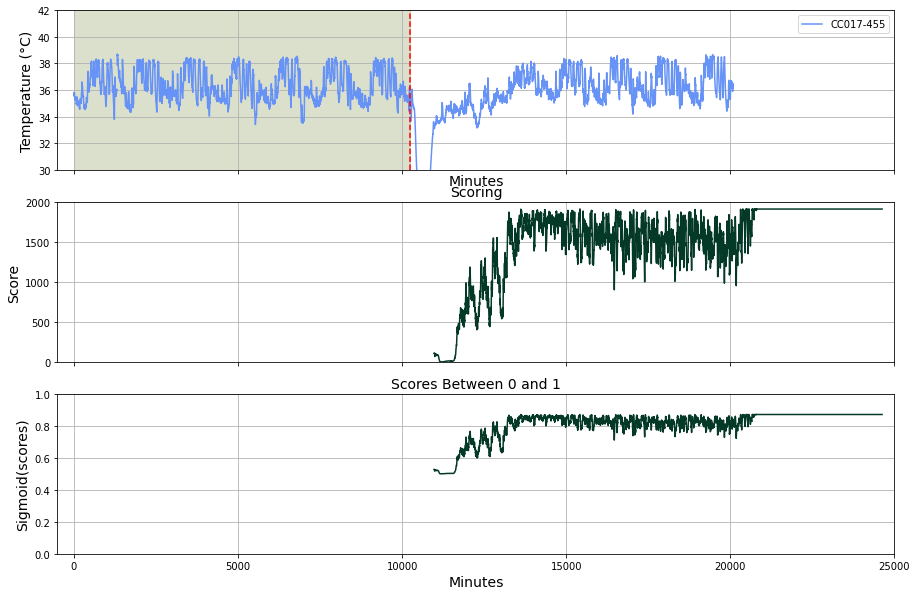 42
40
38
36
34
32
30
Temperature (°C)
CC017-455
Minutes
Scoring
2000
1500
1000
500
0
Score
Scores Between 0 and 1
1.0
0.8
0.6
0.4
0.2
0.0
Sigmoid(scores)
0 5000 10000 15000 20000 25000
Minutes